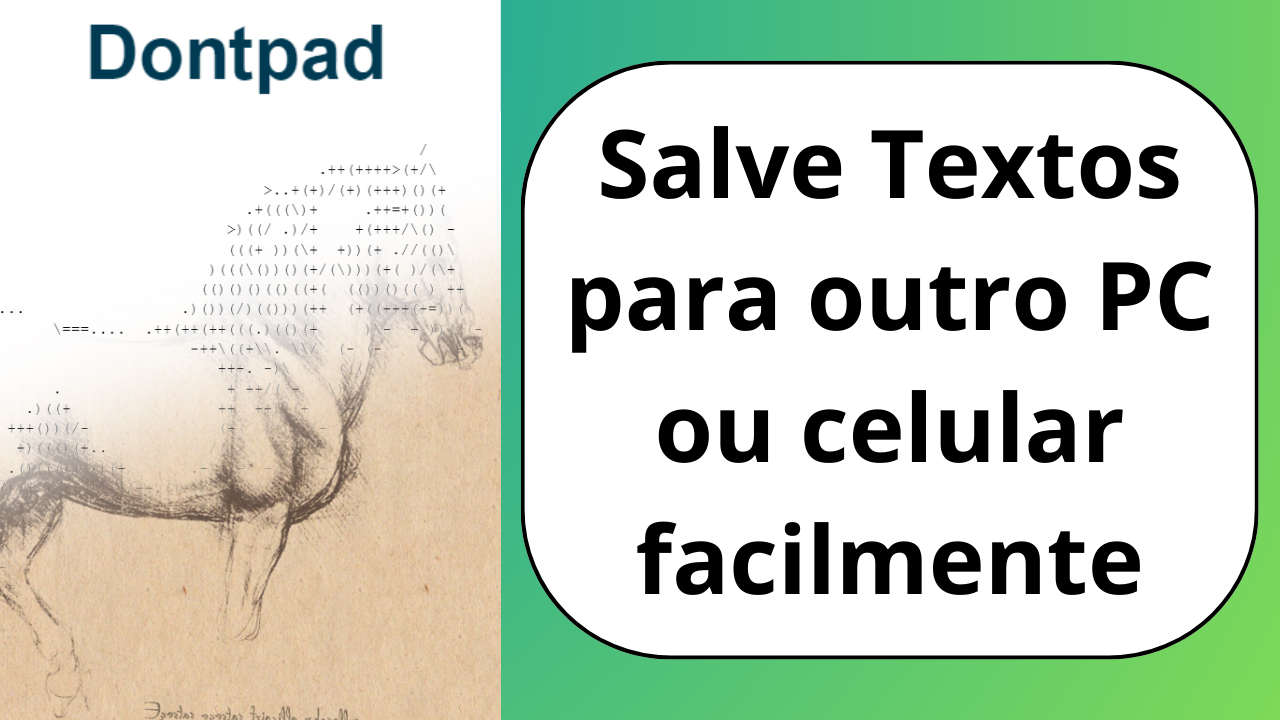 Dontpad
Salve Textos
para outro PC
ou celular
facilmente